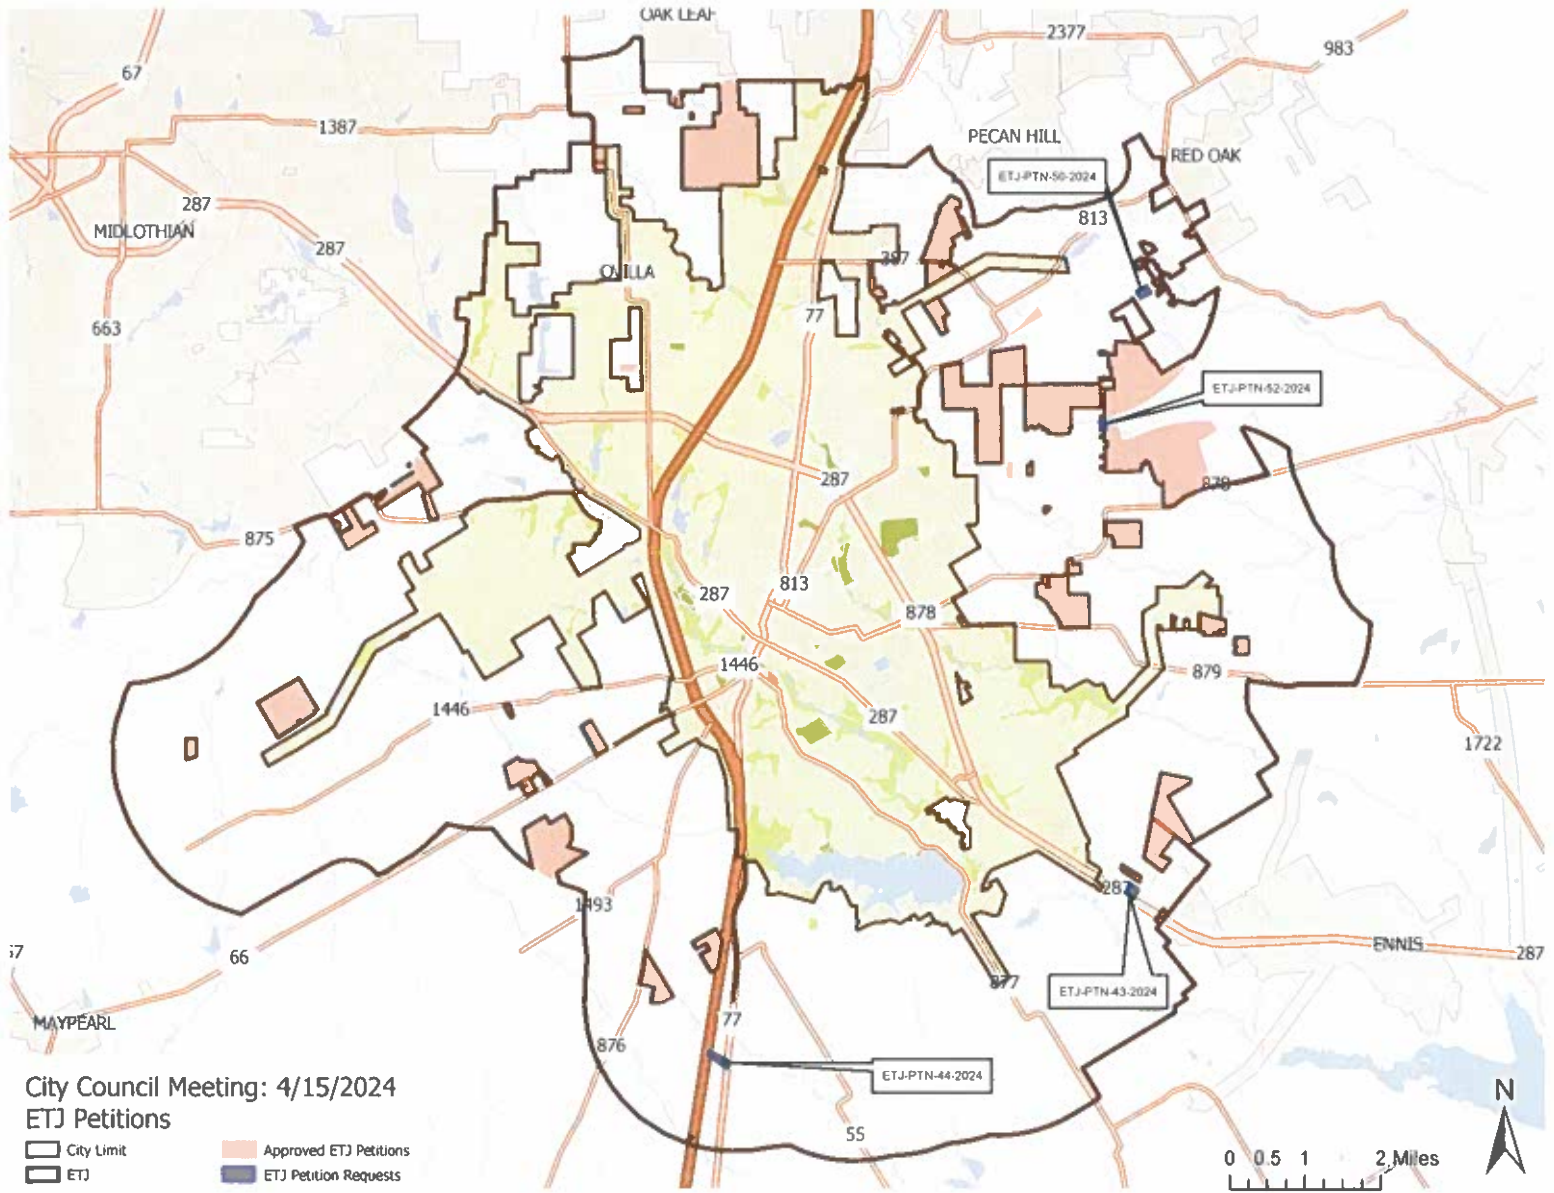 OAK LEAF
2377
983
67
1387
PECAN HILL
RED OAK
ETJ-PTN-50-2024
287
813
MIDLOTHIAN
287
387
OVILLA
77
663
ETJ-PTN-52-2024
287
878
875
813
287
878
1446
879
1446
287
1722
287
1493
ENNIS
287
66
877
ETJ-PTN-43-2024
MAYPEARL
77
876
ETJ-PTN-44-2024
55
City Council Meeting: 4/15/2024
ETJ Petitions
City Limit
Approved ETJ Petitions
ETJ
ETJ Petition Requests
N
0 0.5 1 2 Miles